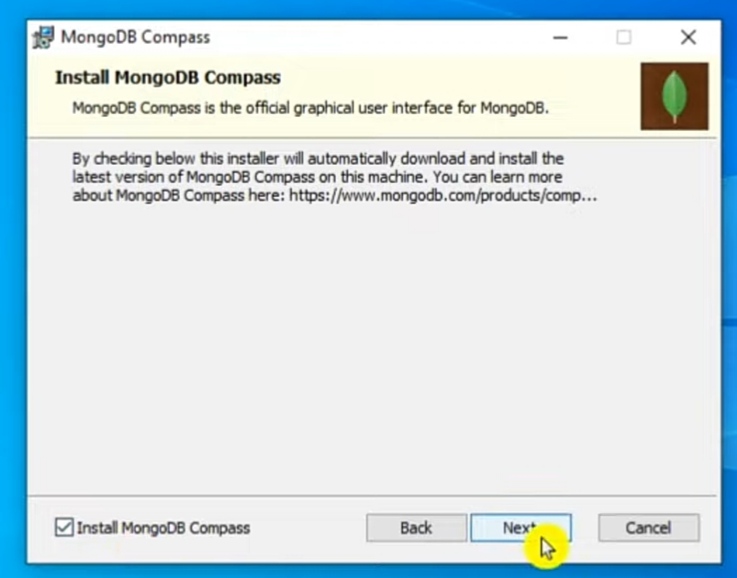 MongoDB Compass
Install MongoDB Compass
MongoDB Compass is the official graphical user interface for MongoDB.
By checking below this installer will automatically download and install the
latest version of MongoDB Compass on this machine. You can learn more
about MongoDB Compass here: https://www.mongodb.com/products/comp...
Install MongoDB Compass
Back
Next
Cancel